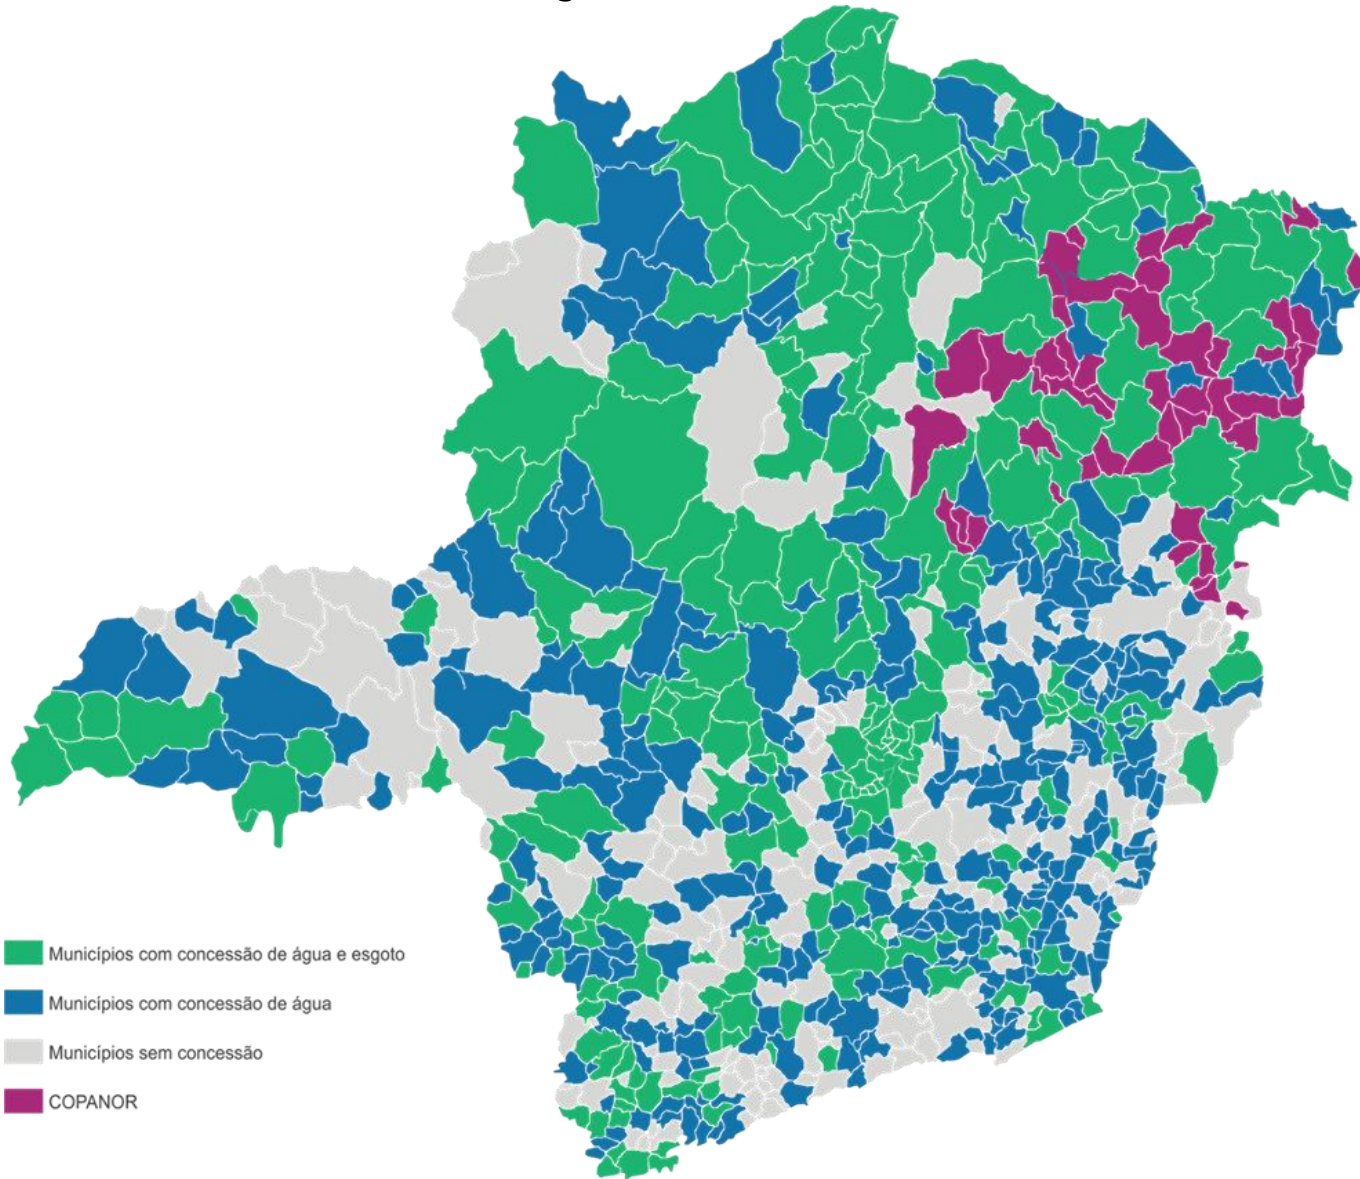 Municípios com concessão de água e esgoto
Municípios com concessão de água
Municípios sem concessão
COPANOR